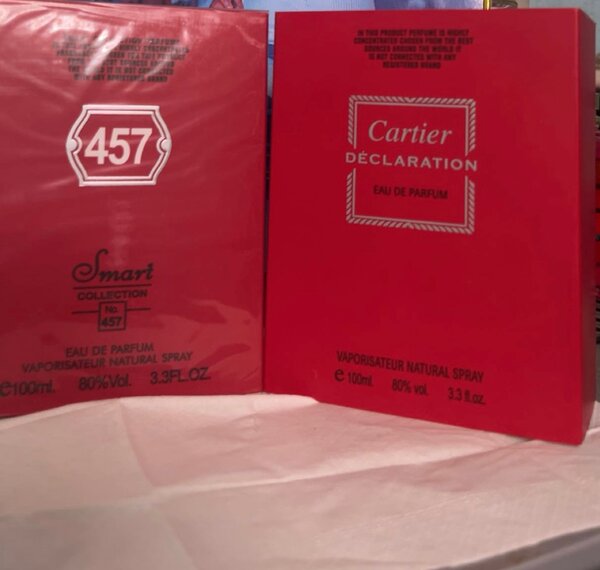 457
Smart
COLLECTION
No.
457
EAU DE PARFUM
VAPORISATEUR NATURAL SPRAY
e100ml. 80%Vol. 3.3FL.OZ.
IN THIS PRODUCT PERFUME IS HIGHLY
CONCENTRATED CHOSEN FROM THE BEST
SOURCES AROUND THE WORLD IT
IS NOT CONNECTED WITH ANY
REGISTERED BRAND
Cartier
DÉCLARATION
EAU DE PARFUM
VAPORISATEUR NATURAL SPRAY
e 100ml. 80% vol. 3.3 fl.oz.